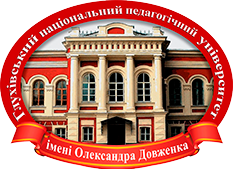 Глухівський національний педагогічний університет
імені Олександра Довженка